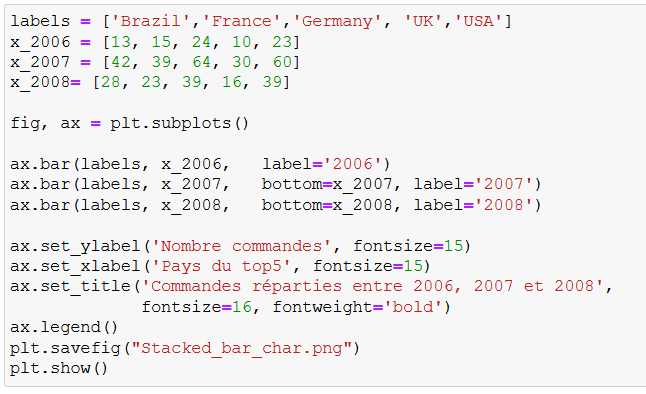 labels = ['Brazil','France','Germany', 'UK','USA']
x_2006 = [13, 15, 24, 10, 23]
x_2007 = [42, 39, 64, 30, 60]
x_2008= [28, 23, 39, 16, 39]

fig, ax = plt.subplots()

ax.bar(labels, x_2006,   label='2006')
ax.bar(labels, x_2007,   bottom=x_2007, label='2007')
ax.bar(labels, x_2008,   bottom=x_2008, label='2008')

ax.set_ylabel('Nombre commandes', fontsize=15)
ax.set_xlabel('Pays du top5', fontsize=15)
ax.set_title('Commandes réparties entre 2006, 2007 et 2008',
             fontsize=16, fontweight='bold')
ax.legend()
plt.savefig("Stacked_bar_char.png")
plt.show()